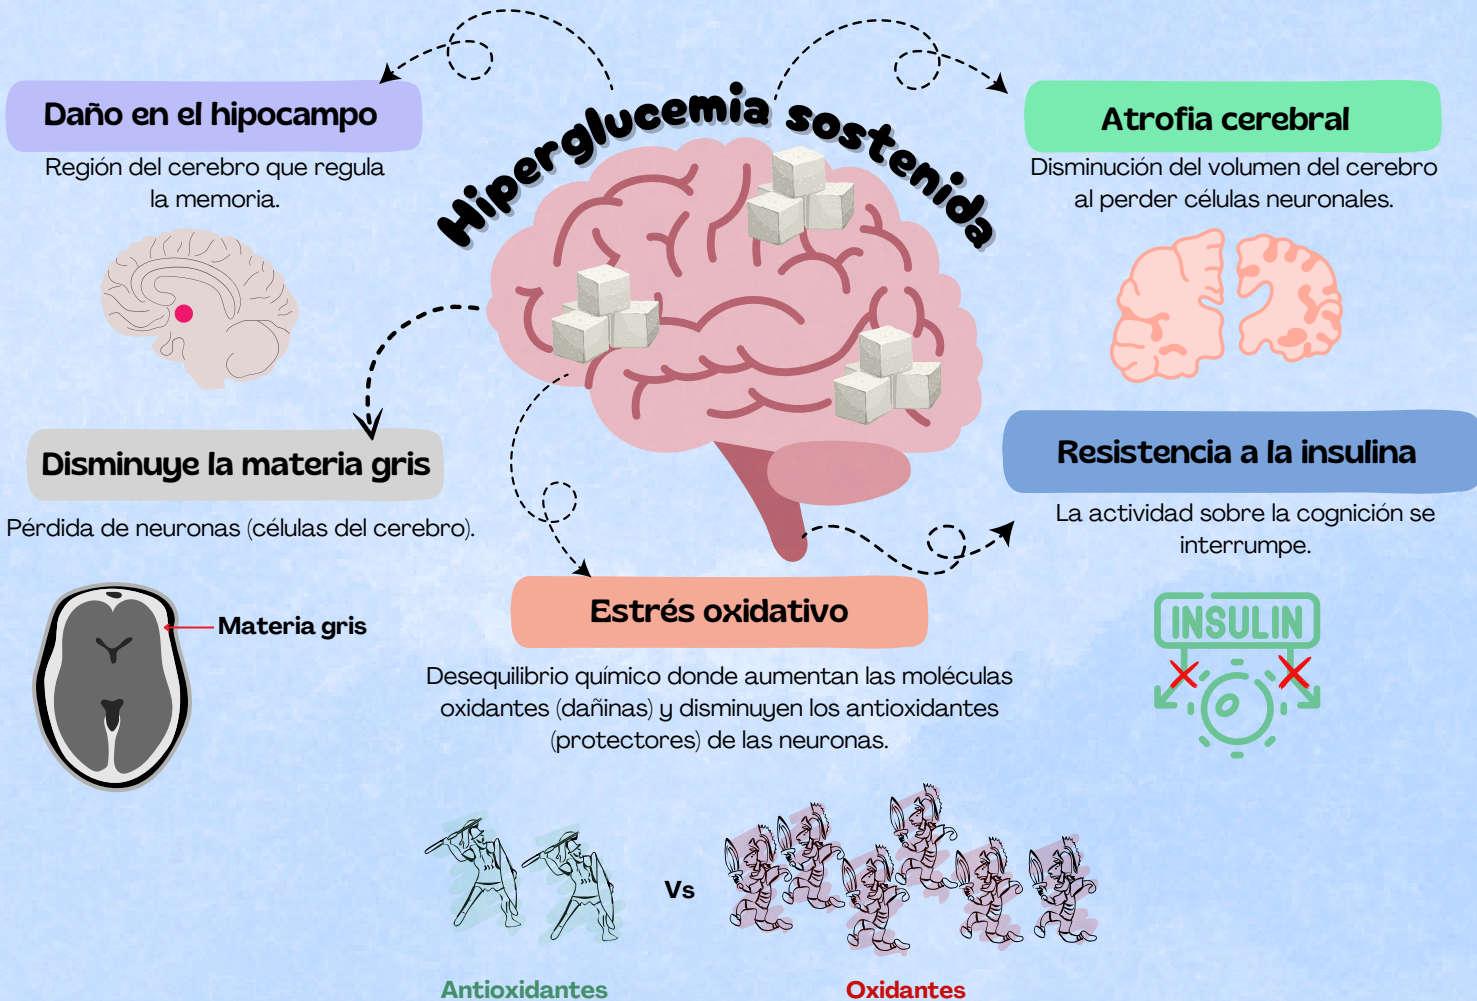 Hiperglucemia sostenida
Daño en el hipocampo
Región del cerebro que regula
la memoria.
Atrofia cerebral
Disminución del volumen del cerebro
al perder células neuronales.
Disminuye la materia gris
Pérdida de neuronas (células del cerebro).
Materia gris
Resistencia a la insulina
La actividad sobre la cognición se
interrumpe.
INSULIN
Estrés oxidativo
Desequilibrio químico donde aumentan las moléculas
oxidantes (dañinas) y disminuyen los antioxidantes
(protectores) de las neuronas.
Vs
Antioxidantes
Oxidantes